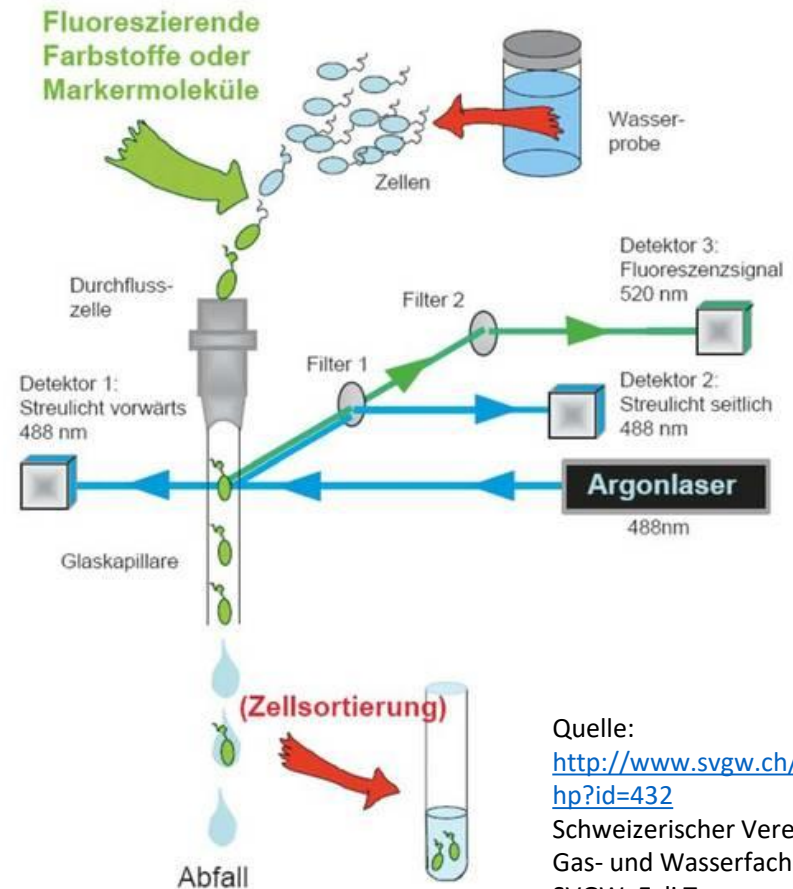 Fluoreszierende
Farbstoffe oder
Markermoleküle
Wasser-
probe
Zellen
Durchfluss-
zelle
Detektor 3:
Fluoreszenzsignal
520 nm
Filter 2
Filter 1
Detektor 1:
Streulicht vorwärts
488 nm
Detektor 2:
Streulicht seitlich
488 nm
Argonlaser
488nm
Glaskapillare
(Zellsortierung)
Abfall
Quelle:
http://www.svgw.ch/
hp?id=432
Schweizerischer Vere
Gas- und Wasserfach